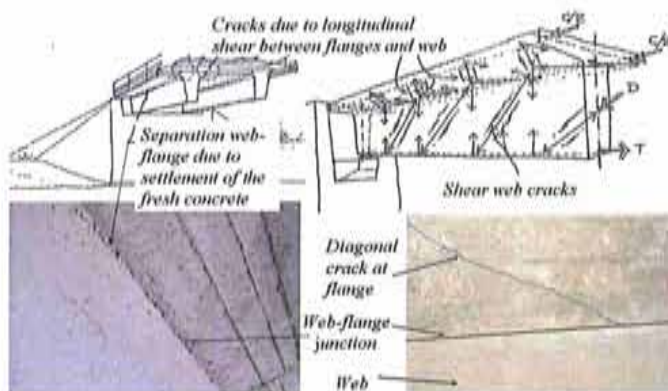 Cracks due to longitudinal
shear between flanges and web
Separation web-
flange due to
settlement of the
fresh concrete
D
T
Shear web cracks
Diagonal
crack at
flange
Web-flange
junction
Web